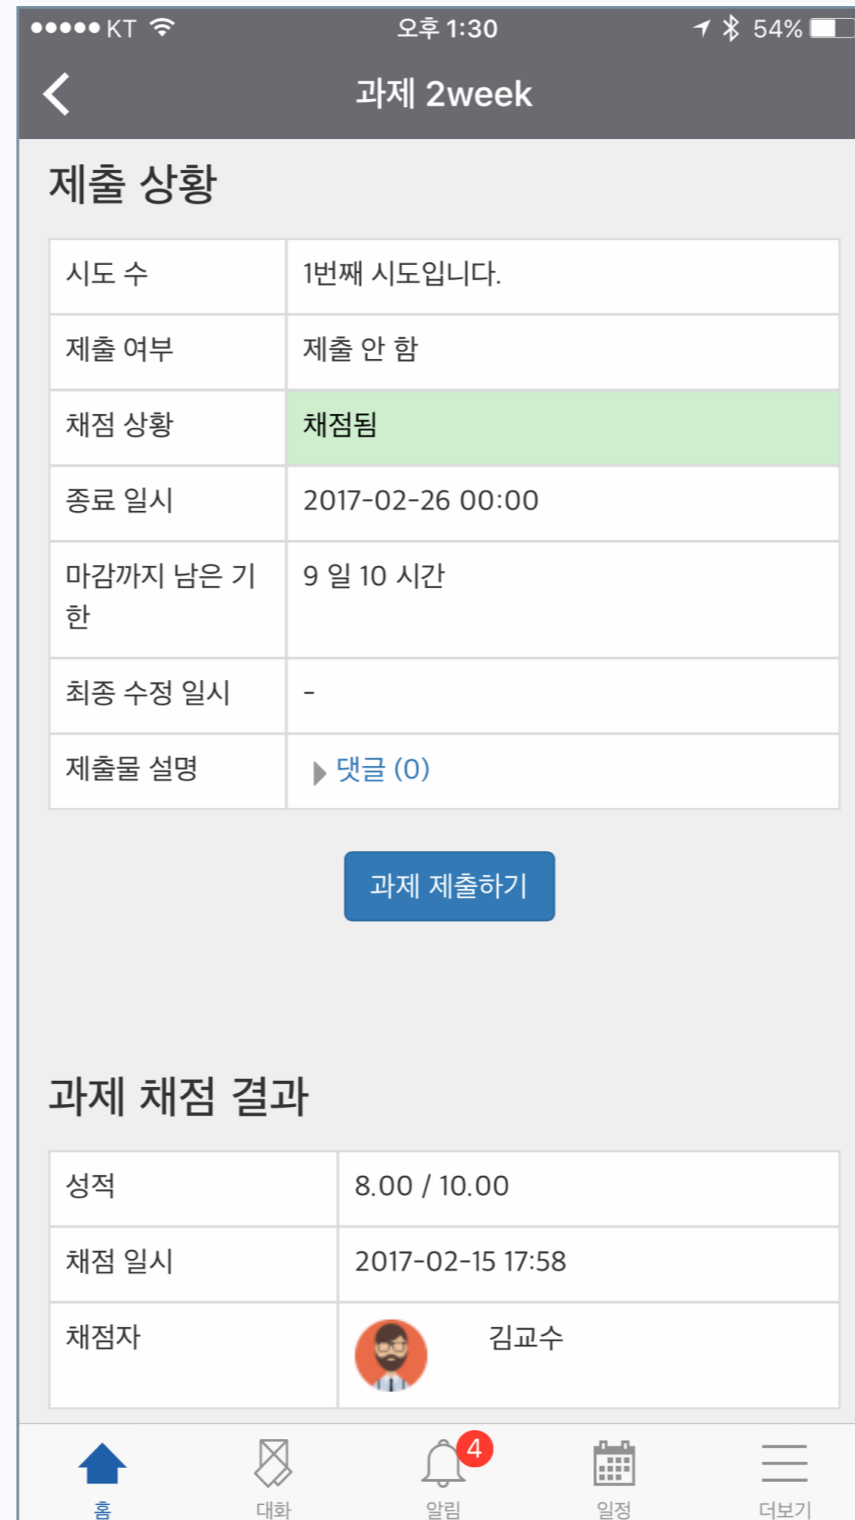 KT 오후 1:30 54%
과제 2week
제출 상황
시도 수 1번째 시도입니다.
제출 여부 제출 안 함
채점 상황 채점됨
종료 일시 2017-02-26 00:00
마감까지 남은 기 9 일 10 시간
한
최종 수정 일시 -
제출물 설명 댓글 (0)
과제 제출하기
과제 채점 결과
성적 8.00 / 10.00
채점 일시 2017-02-15 17:58
채점자 김교수
4
홈 대화 알림 일정 더보기